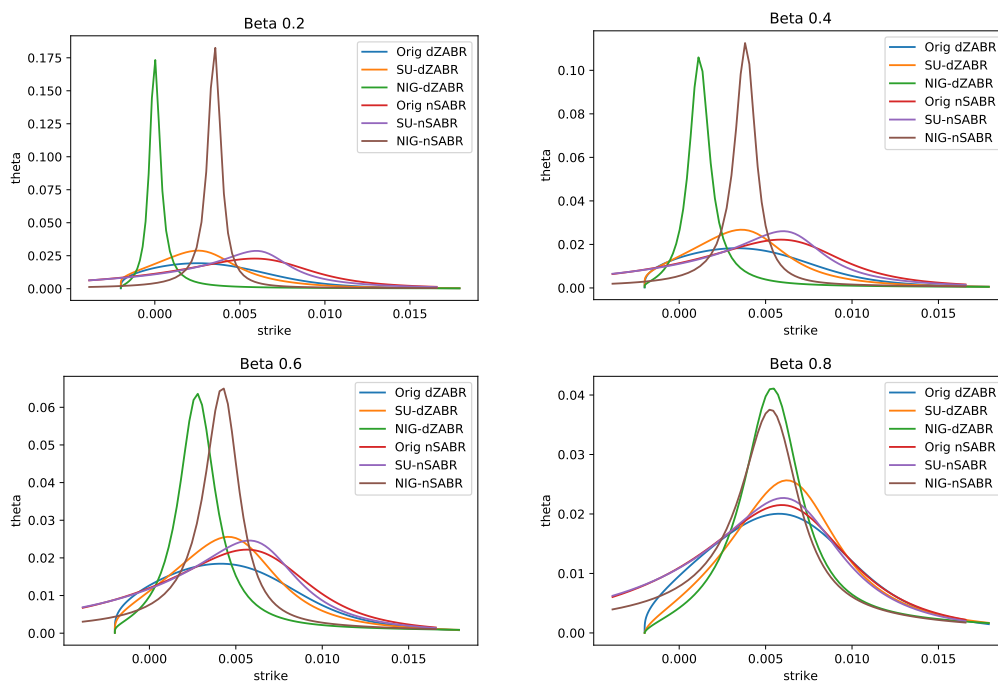 Beta 0.2
0.175
0.150
0.125
0.100
0.075
0.050
0.025
0.000
theta
Orig dZABR
SU-dZABR
NIG-dZABR
Orig nSABR
SU-nSABR
NIG-nSABR
0.000 0.005 0.010 0.015
strike
Beta 0.4
0.10
0.08
0.06
0.04
0.02
0.00
theta
Orig dZABR
SU-dZABR
NIG-dZABR
Orig nSABR
SU-nSABR
NIG-nSABR
0.000 0.005 0.010 0.015
strike
Beta 0.6
0.06
0.05
0.04
0.03
0.02
0.01
0.00
theta
Orig dZABR
SU-dZABR
NIG-dZABR
Orig nSABR
SU-nSABR
NIG-nSABR
0.000 0.005 0.010 0.015
strike
Beta 0.8
0.04
0.03
0.02
0.01
0.00
theta
Orig dZABR
SU-dZABR
NIG-dZABR
Orig nSABR
SU-nSABR
NIG-nSABR
0.000 0.005 0.010 0.015
strike